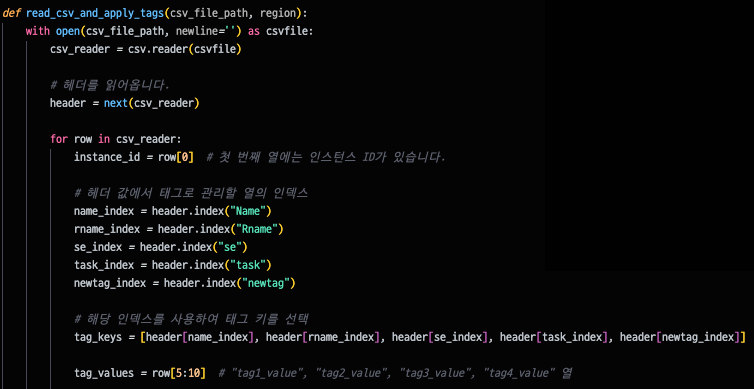 def read_csv_and_apply_tags(csv_file_path, region):
    with open(csv_file_path, newline='') as csvfile:
        csv_reader = csv.reader(csvfile)

        # 헤더를 읽어옵니다.
        header = next(csv_reader)

        for row in csv_reader:
            instance_id = row[0]  # 첫 번째 열에는 인스턴스 ID가 있습니다.

            # 헤더 값에서 태그로 관리할 열의 인덱스
            name_index = header.index("Name")
            rname_index = header.index("Rname")
            se_index = header.index("se")
            task_index = header.index("task")
            newtag_index = header.index("newtag")

            # 해당 인덱스를 사용하여 태그 키를 선택
            tag_keys = [header[name_index], header[rname_index], header[se_index], header[task_index], header[newtag_index]]

            tag_values = row[5:10]  # "tag1_value", "tag2_value", "tag3_value", "tag4_value" 열